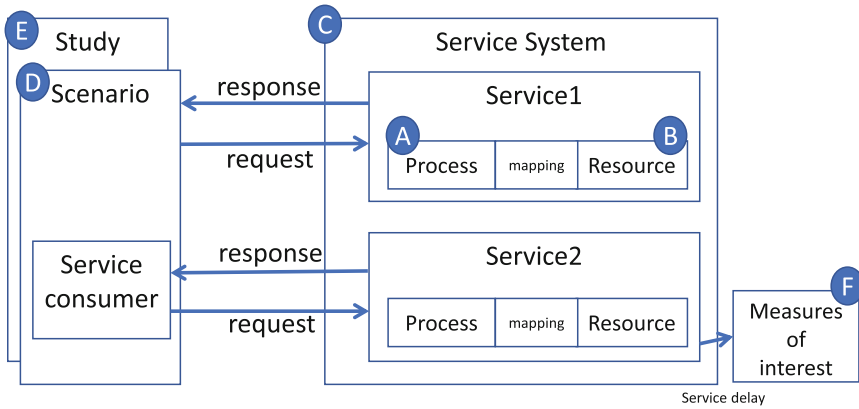 E
Study
D
Scenario
C
Service System
response
request
Service1
A
B
Process
mapping
Resource
Service
consumer
response
request
Service2
Process
mapping
Resource
F
Measures
of
interest
Service delay